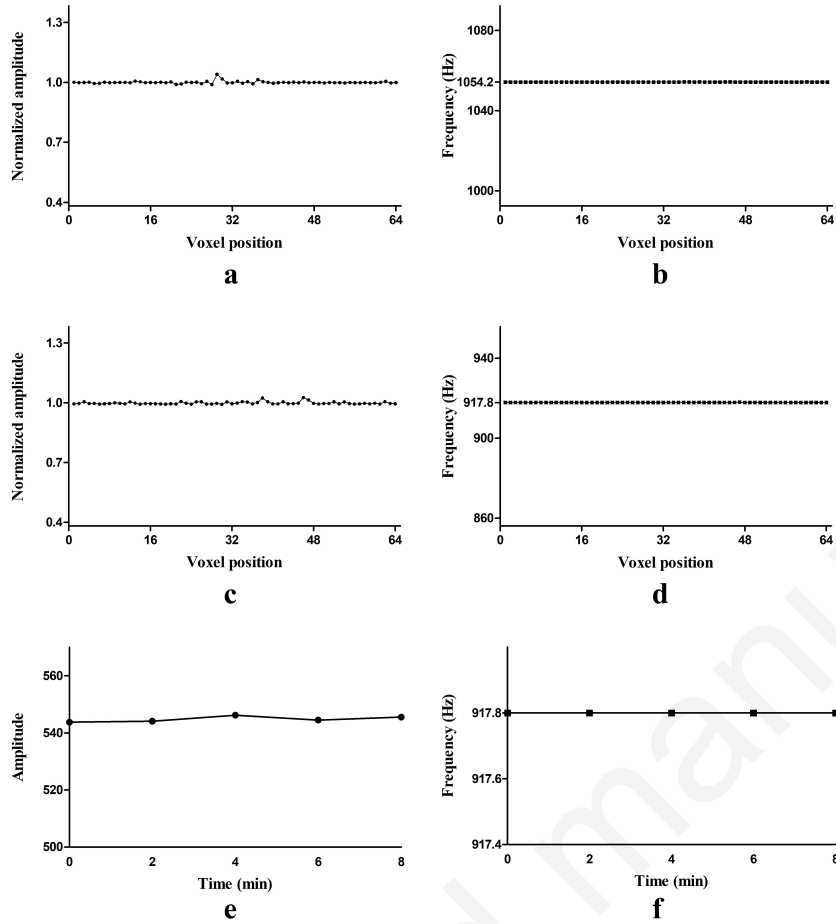 Normalized amplitude
1.3
1.0
0.7
0.4
0 16 32 48 64
Voxel position
a
Frequency (Hz)
1080
1054.2
1040
1000
0 16 32 48 64
Voxel position
b
Normalized amplitude
1.3
1.0
0.7
0.4
0 16 32 48 64
Voxel position
c
Frequency (Hz)
940
917.8
900
860
0 16 32 48 64
Voxel position
d
Amplitude
560
540
520
500
0 2 4 6 8
Time (min)
e
Frequency (Hz)
917.8
917.6
917.4
0 2 4 6 8
Time (min)
f